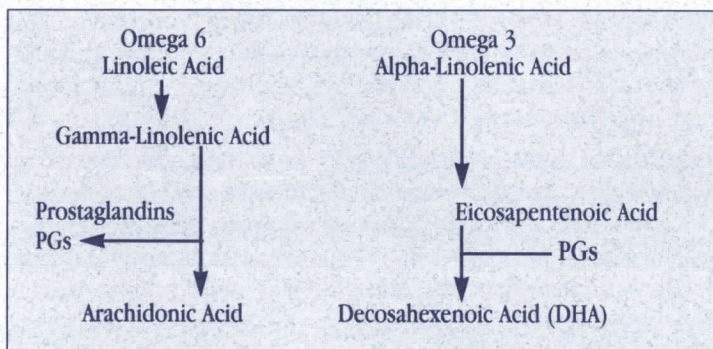 Omega 6
Linoleic Acid
Gamma-Linolenic Acid
Prostaglandins
PGs
Arachidonic Acid
Omega 3
Alpha-Linolenic Acid
Eicosapentenoic Acid
PGs
Decosahexenoic Acid (DHA)